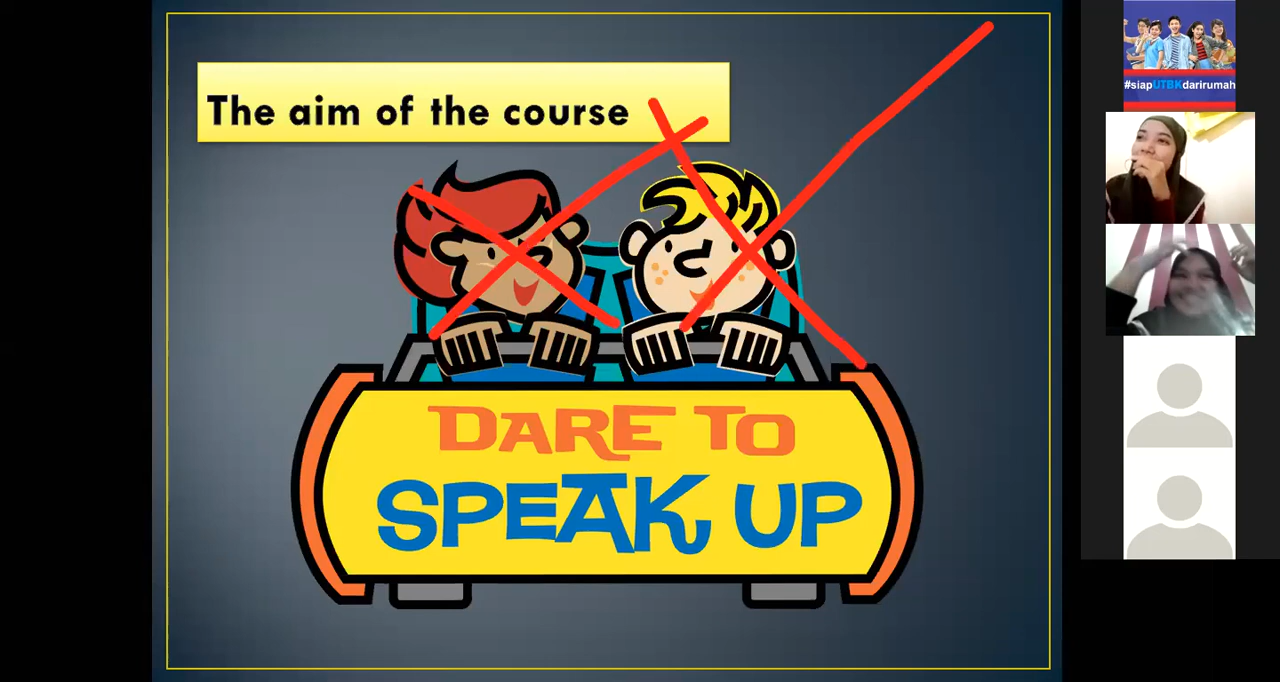 The aim of the course
DARE TO
SPEAK UP
#siapUTBKdarirumah